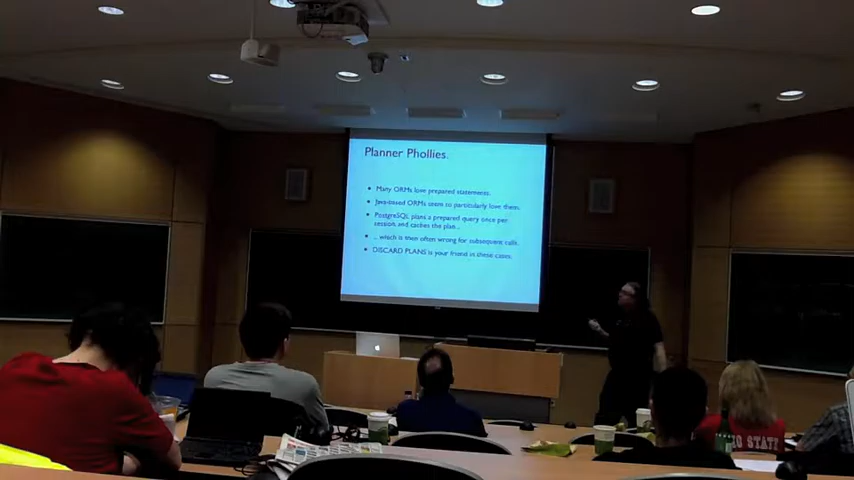 Planner Phollies.
• Many ORMs love prepared statements.
• Java-based ORMs seem to particularly love them.
• PostgreSQL plans a prepared query once per
session, and caches the plan...
• ... which is then often wrong for subsequent calls.
• DISCARD PLANS is your friend in these cases.
STATE